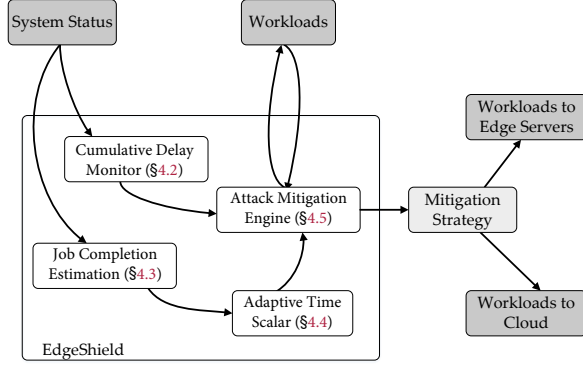 System Status
Workloads
Workloads to
Edge Servers
Cumulative Delay
Monitor (§4.2)
Attack Mitigation
Engine (§4.5)
Mitigation
Strategy
Job Completion
Estimation (§4.3)
Adaptive Time
Scalar (§4.4)
Workloads to
Cloud
EdgeShield